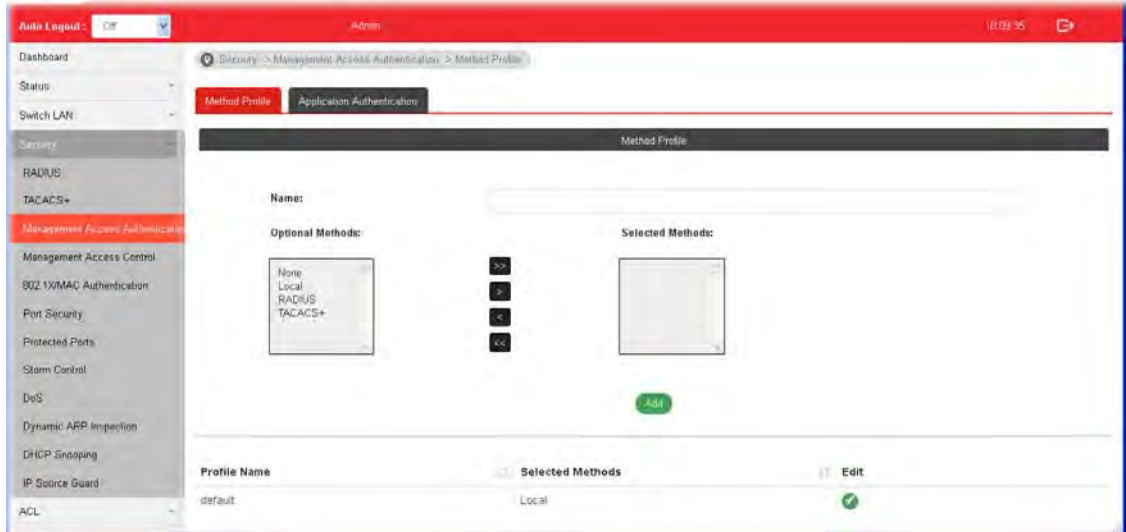 Auto Logout : Off
Admin
Dashboard
Security > Management Access Authentication > Method Profile
Status
Method Profile
Application Authentication
Switch LAN
Security
Method Profile
RADIUS
TACACS+
Name:
Management Access Authentication
Optional Methods:
Selected Methods:
Management Access Control
None
Local
RADIUS
TACACS+
>>
>
<
<<
802.1X/MAC Authentication
Port Security
Protected Ports
Storm Control
DoS
Add
Dynamic ARP Inspection
DHCP Snooping
IP Source Guard
Profile Name
Selected Methods
Edit
default
Local
ACL